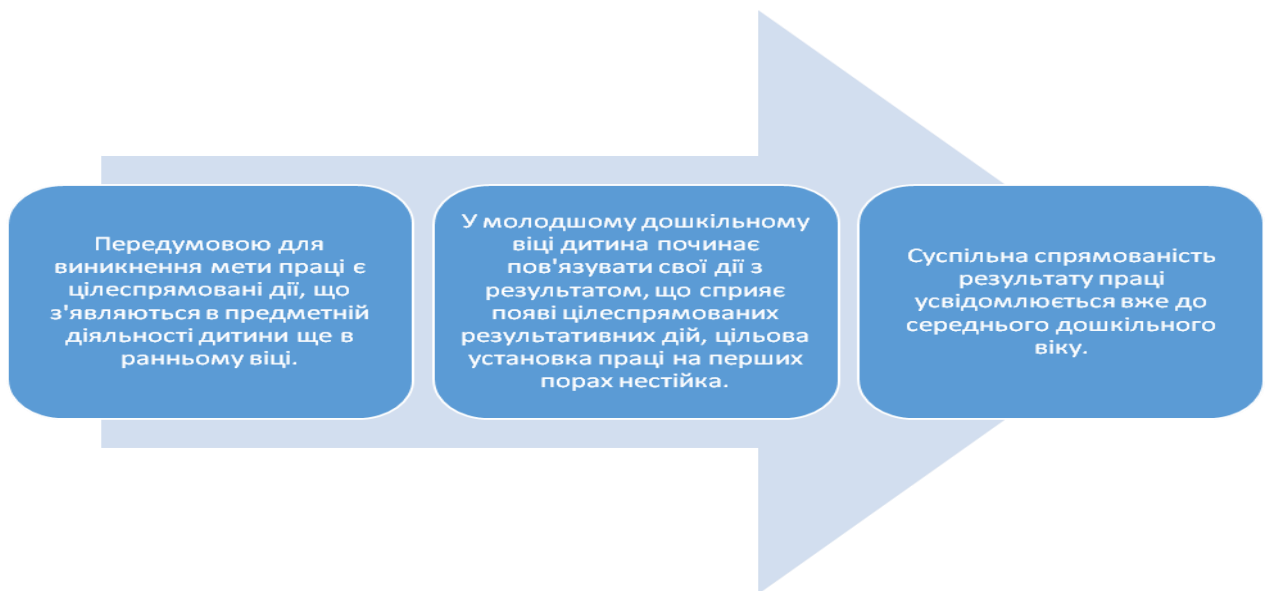 Передумовою для
виникнення мети праці є
цілеспрямовані дії, що
з'являються в предметній
діяльності дитини ще в
ранньому віці.
У молодшому дошкільному
віці дитина починає
пов'язувати свої дії з
результатом, що сприяє
появі цілеспрямованих
результативних дій, цільова
установка праці на перших
порах нестійка.
Суспільна спрямованість
результату праці
усвідомлюється вже до
середнього дошкільного
віку.